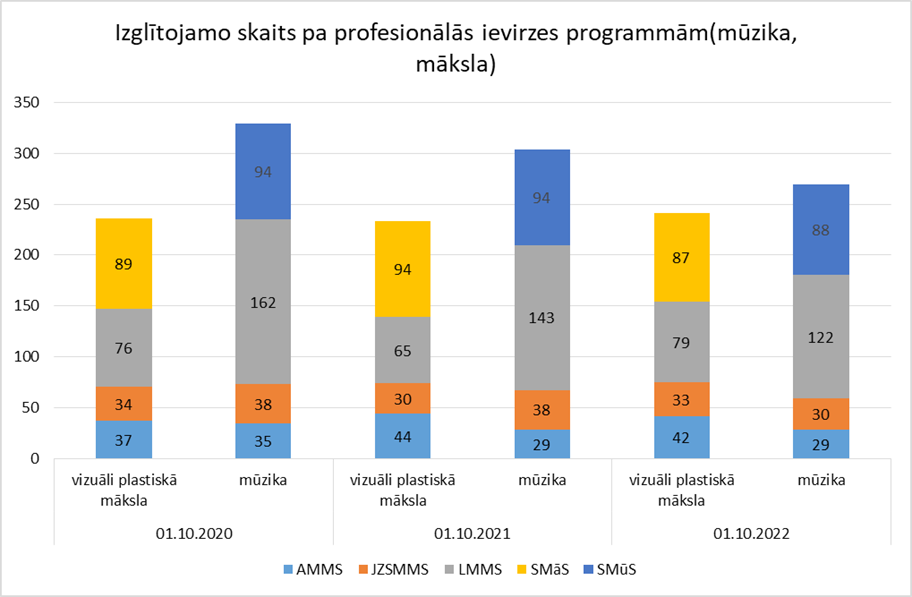 Izglītojamo skaits pa profesionālās ievirzes programmām(mūzika,
māksla)
350
300
250
200
150
100
50
0
89
76
34
37
94
162
38
35
94
65
30
44
94
143
38
29
87
79
33
42
88
122
30
29
vizuāli plastiskā
māksla
mūzika
vizuāli plastiskā
māksla
mūzika
vizuāli plastiskā
māksla
mūzika
01.10.2020
01.10.2021
01.10.2022
AMMS JZSMMS LMMS SMāS SMūS